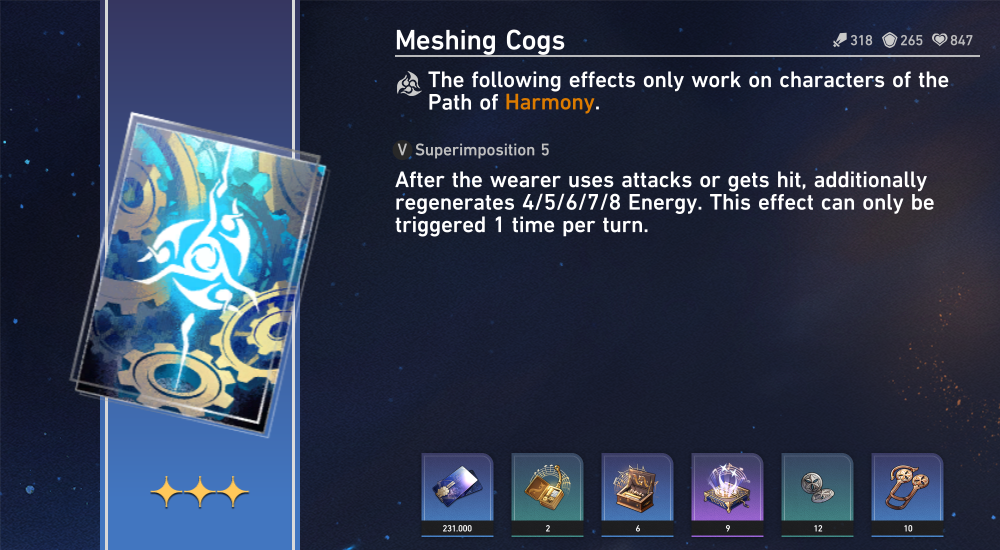 Meshing Cogs
318 265 847
The following effects only work on characters of the
Path of Harmony.
V Superimposition 5
After the wearer uses attacks or gets hit, additionally
regenerates 4/5/6/7/8 Energy. This effect can only be
triggered 1 time per turn.
231.000 2 6 9 12 10